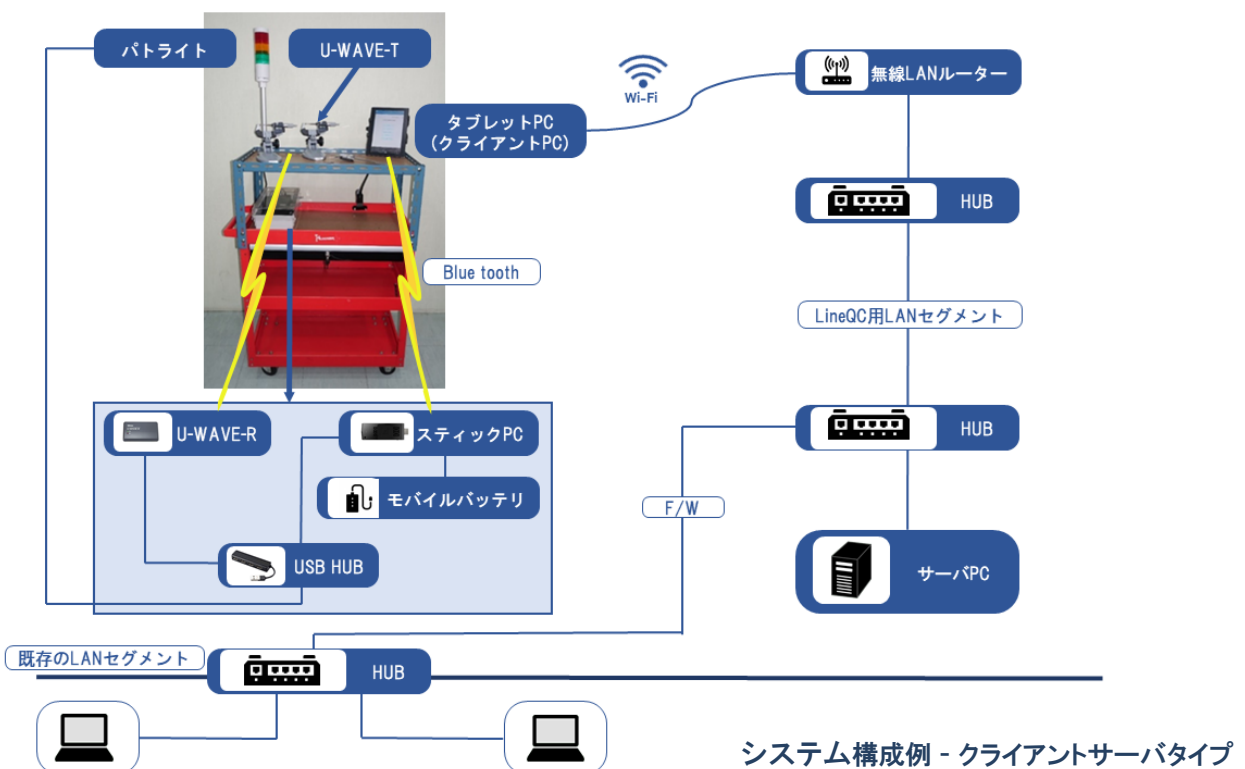 パトライト
U-WAVE-T
Wi-Fi
無線LANルーター
タブレットPC
(クライアントPC)
HUB
Blue tooth
LineQC用LANセグメント
U-WAVE-R
スティックPC
HUB
モバイルバッテリ
F/W
USB HUB
サーバPC
既存のLANセグメント
HUB
システム構成例 - クライアントサーバタイプ